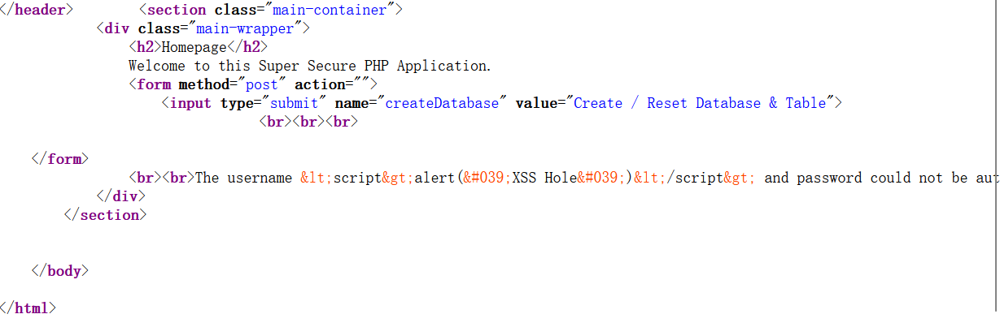 </header>        <section class="main-container">
<div class="main-wrapper">
<h2>Homepage</h2>
Welcome to this Super Secure PHP Application.
<form method="post" action="">
<input type="submit" name="createDatabase" value="Create / Reset Database & Table">
<br><br><br>
</form>
<br><br>The username &lt;script&gt;alert(&#039;XSS Hole&#039;)&lt;/script&gt; and password could not be aut
</div>
</section>
</body>
</html>